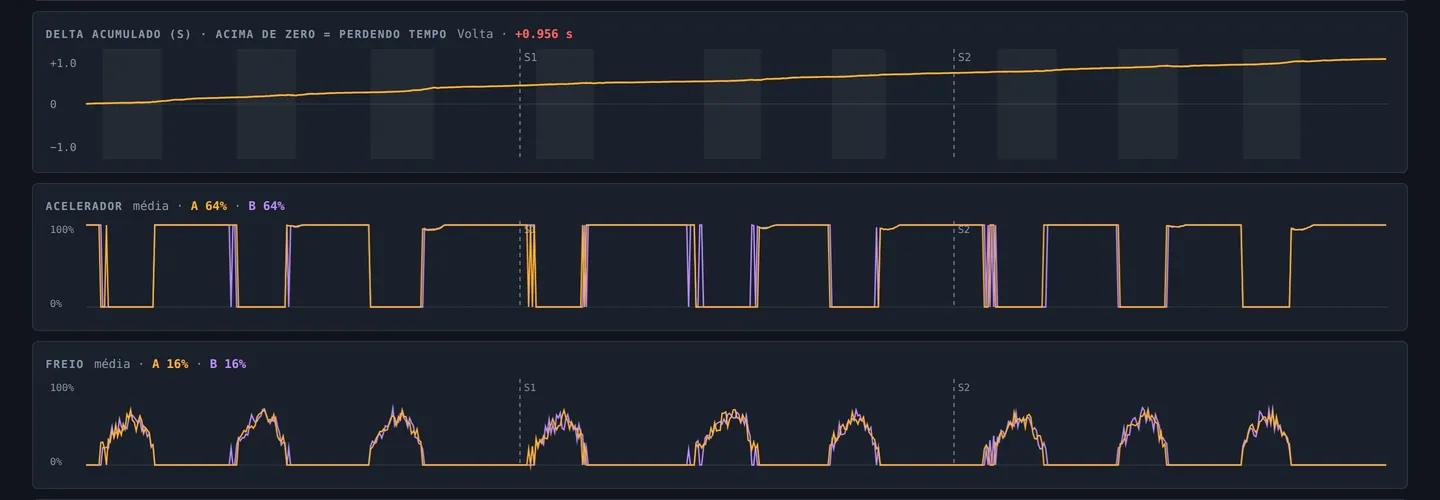 DELTA ACUMULADO (S) · ACIMA DE ZERO = PERDENDO TEMPO Volta · +0.956 s
S1
S2
+1.0
0
−1.0
ACELERADOR média · A 64% · B 64%
100%
S1
S2
0%
FREIO média · A 16% · B 16%
100%
S1
S2
0%